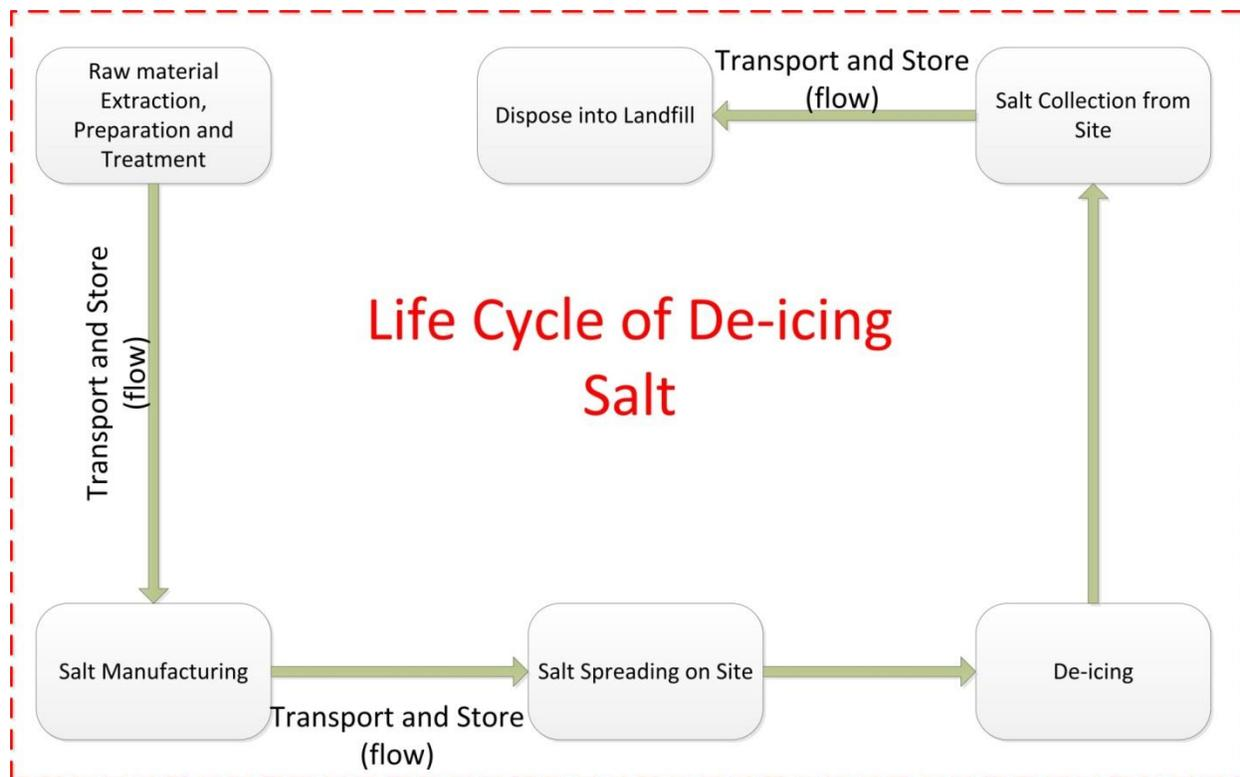 Raw material
Extraction,
Preparation and
Treatment
Dispose into Landfill
Transport and Store
(flow)
Salt Collection from
Site
Transport and Store
(flow)
Life Cycle of De-icing
Salt
Salt Manufacturing
Transport and Store
(flow)
Salt Spreading on Site
De-icing